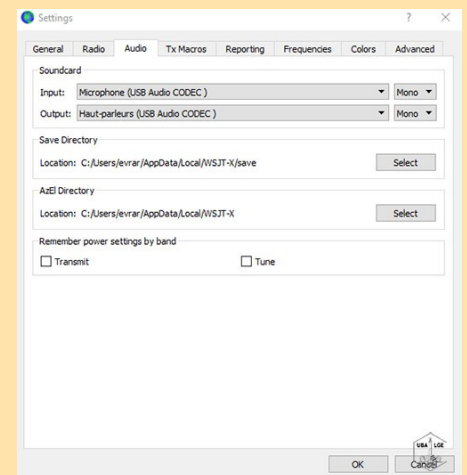 Settings
General Radio Audio Tx Macros Reporting Frequencies Colors Advanced
Soundcard
Input: Microphone (USB Audio CODEC ) Mono
Output: Haut-parleurs (USB Audio CODEC ) Mono
Save Directory
Location: C:/Users/evrar/AppData/Local/WSJT-X/save Select
AzEl Directory
Location: C:/Users/evrar/AppData/Local/WSJT-X Select
Remember power settings by band
Transmit Tune
UBA LGE
OK Cancel